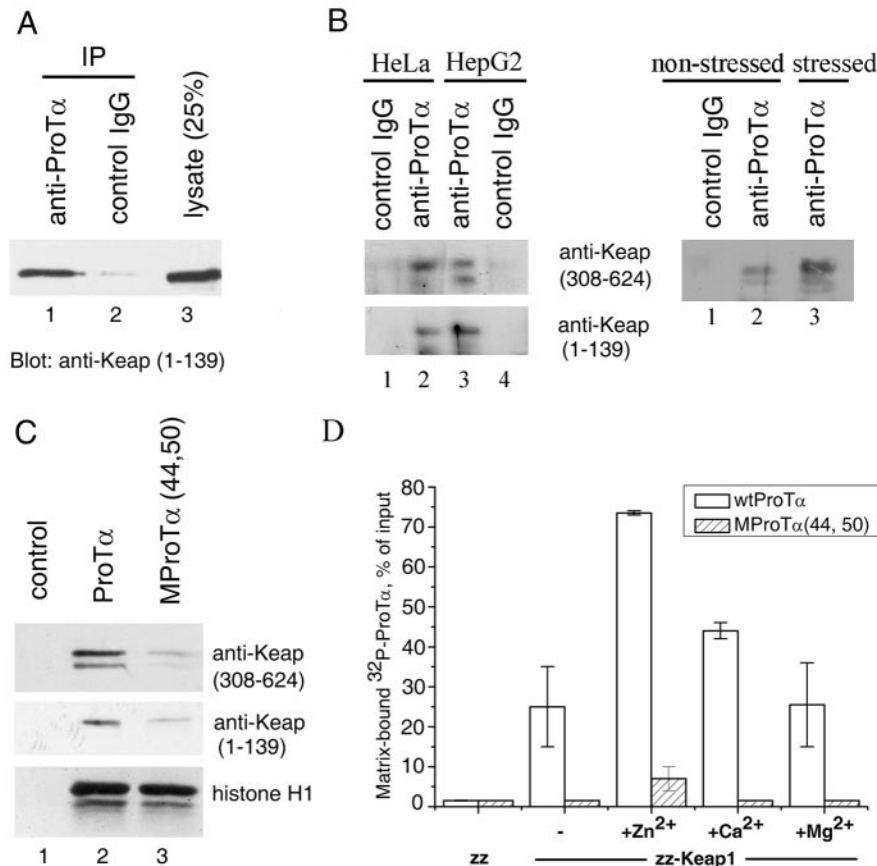 A
IP
anti-ProTα
control IgG
lysate (25%)
1 2 3
Blot: anti-Keap (1-139)
B
HeLa HepG2
control IgG
anti-ProTα
anti-ProTα
control IgG
anti-Keap
(308-624)
anti-Keap
(1-139)
1 2 3 4
non-stressed stressed
control IgG
anti-ProTα
anti-ProTα
1 2 3
C
control
ProTα
MProTα (44,50)
anti-Keap
(308-624)
anti-Keap
(1-139)
histone H1
1 2 3
D
Matrix-bound ³²P-ProTα, % of input
80
70
60
50
40
30
20
10
0
wtProTα
MProTα(44, 50)
- +Zn²⁺ +Ca²⁺ +Mg²⁺
zz zz-Keap1